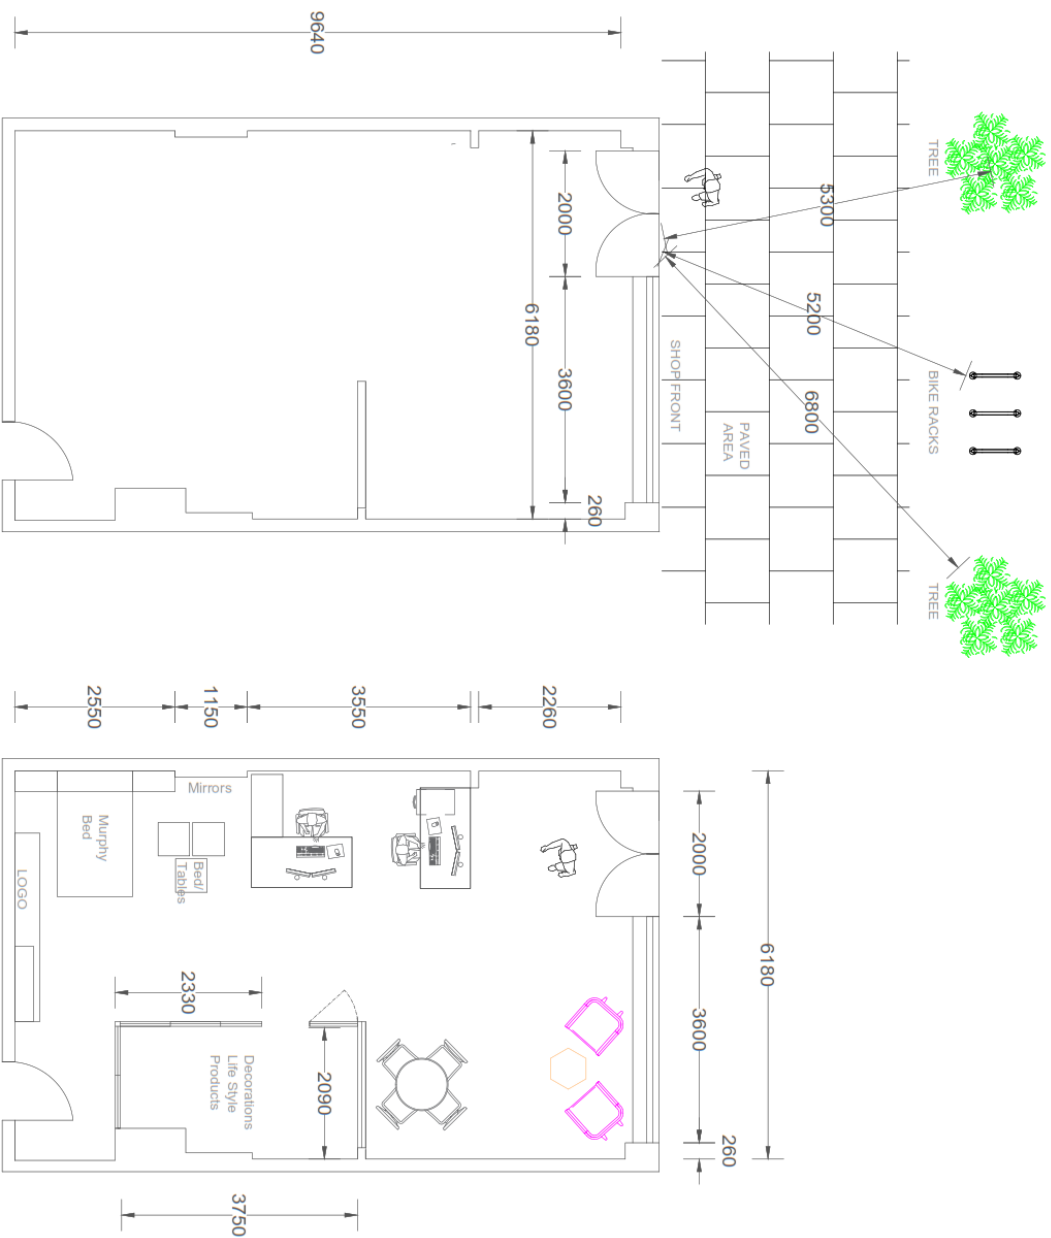 9640
2000
3600
260
6180
5300
5200
6800
TREE
BIKE RACKS
TREE
SHOP FRONT
PAVED
AREA
2550
1150
3550
2260
Mirrors
Murphy
Bed
Bed/
Tables
LOGO
2330
2090
Decorations
Life Style
Products
3750
2000
3600
260
6180